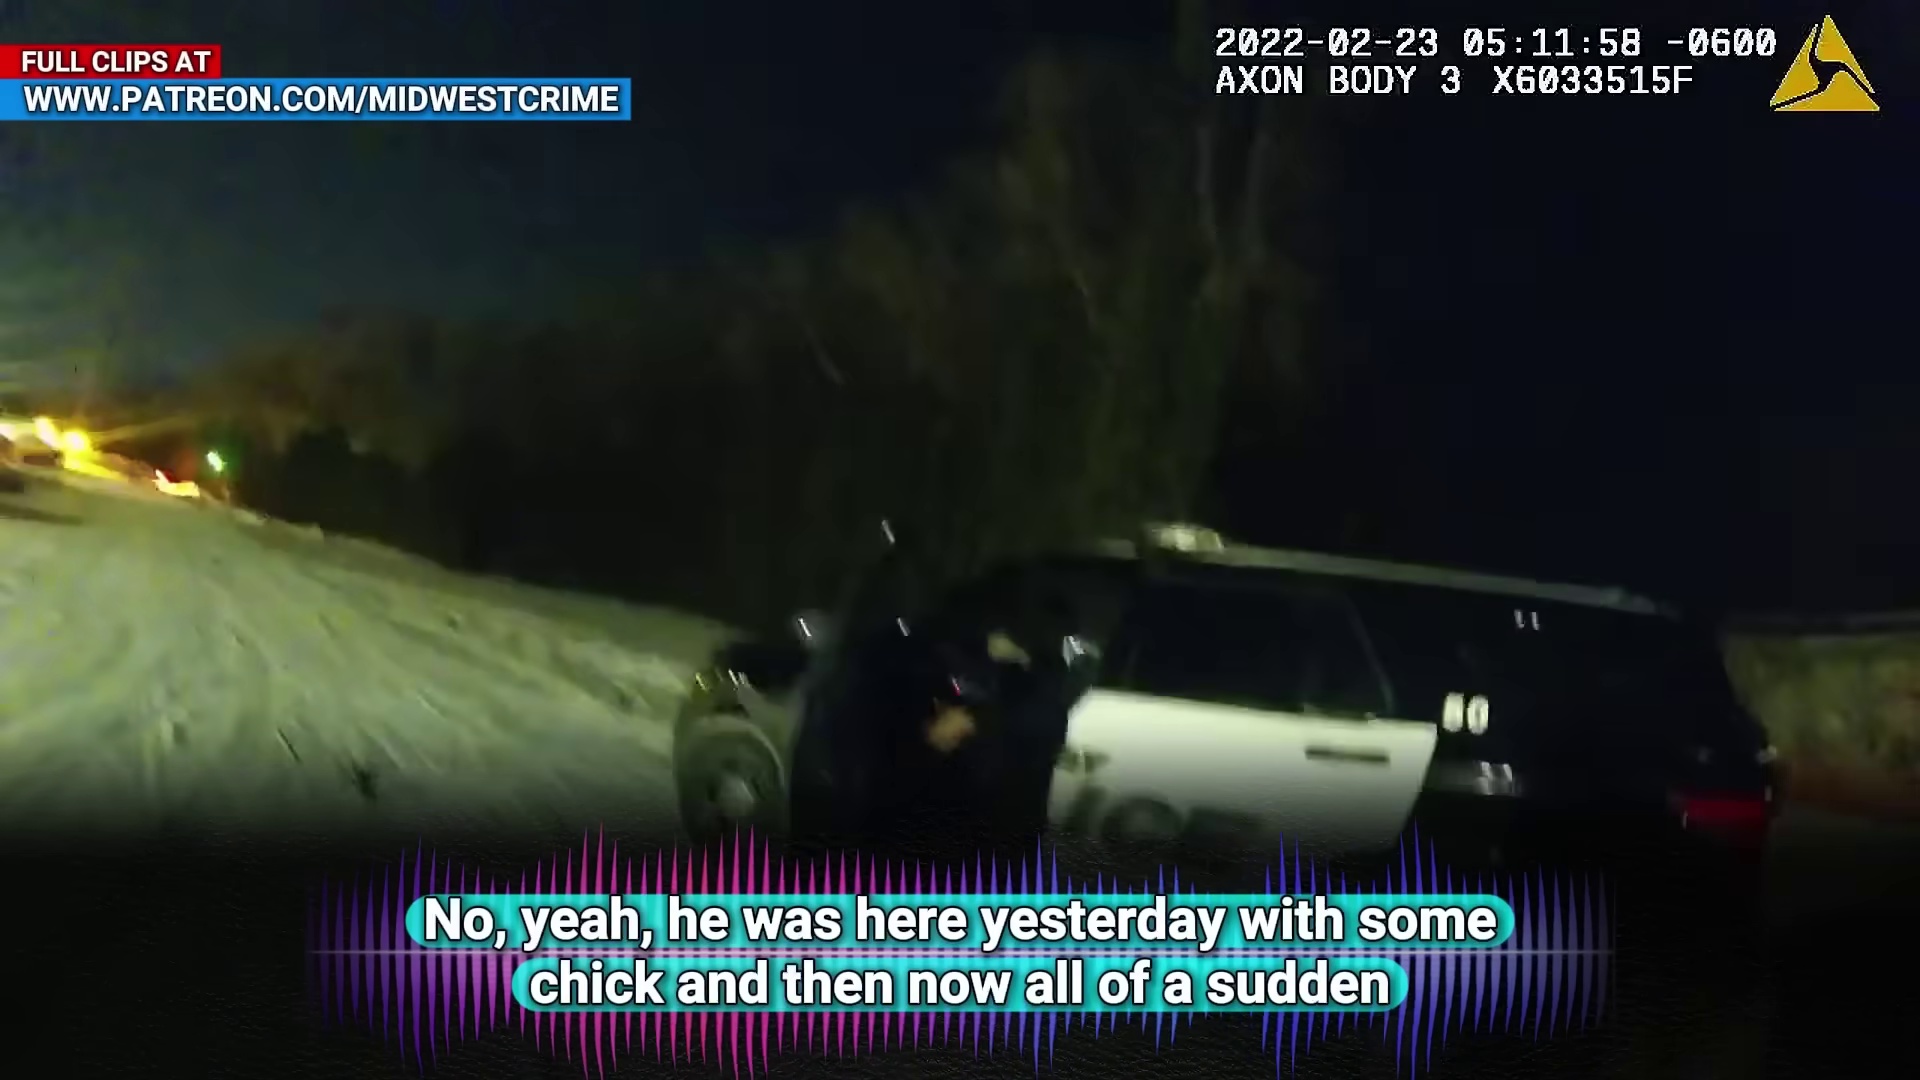 FULL CLIPS AT
WWW.PATREON.COM/MIDWESTCRIME
2022-02-23 05:11:58 -0600
AXON BODY 3 X6033515F
No, yeah, he was here yesterday with some
chick and then now all of a sudden